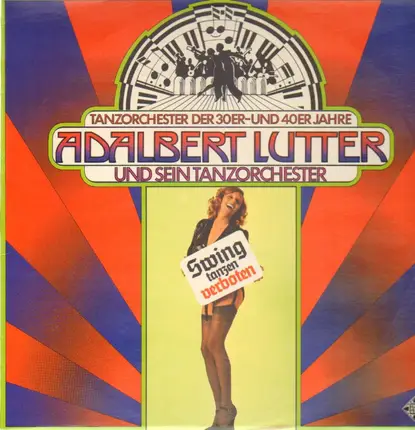 TANZORCHESTER DER 30ER-UND 40ER JAHRE
ADALBERT LUTTER
UND SEIN TANZORCHESTER
Swing
tanzen
verboten